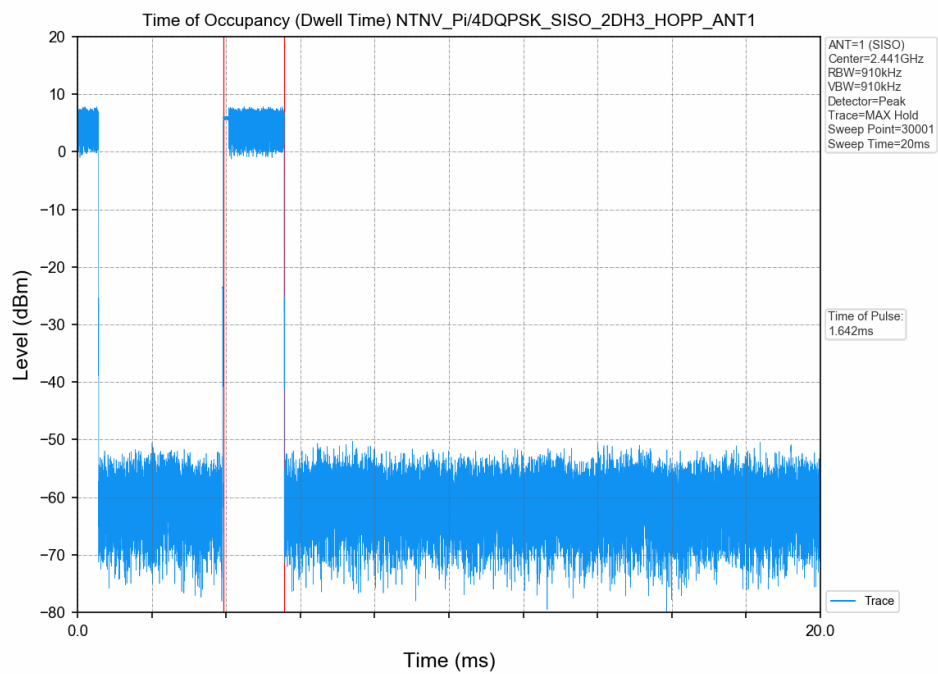 Time of Occupancy (Dwell Time) NTNV_Pi/4DQPSK_SISO_2DH3_HOPP_ANT1
20
10
0
−10
−20
−30
−40
−50
−60
−70
−80
Level (dBm)
0.0
20.0
Time (ms)
ANT=1 (SISO)
Center=2.441GHz
RBW=910kHz
VBW=910kHz
Detector=Peak
Trace=MAX Hold
Sweep Point=30001
Sweep Time=20ms
Time of Pulse:
1.642ms
Trace